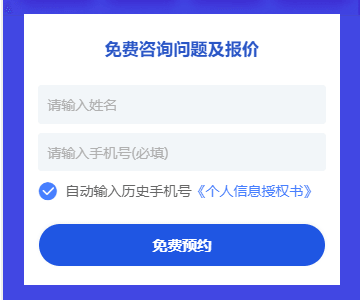 免费咨询问题及报价
请输入姓名
请输入手机号(必填)
自动输入历史手机号《个人信息授权书》
免费预约